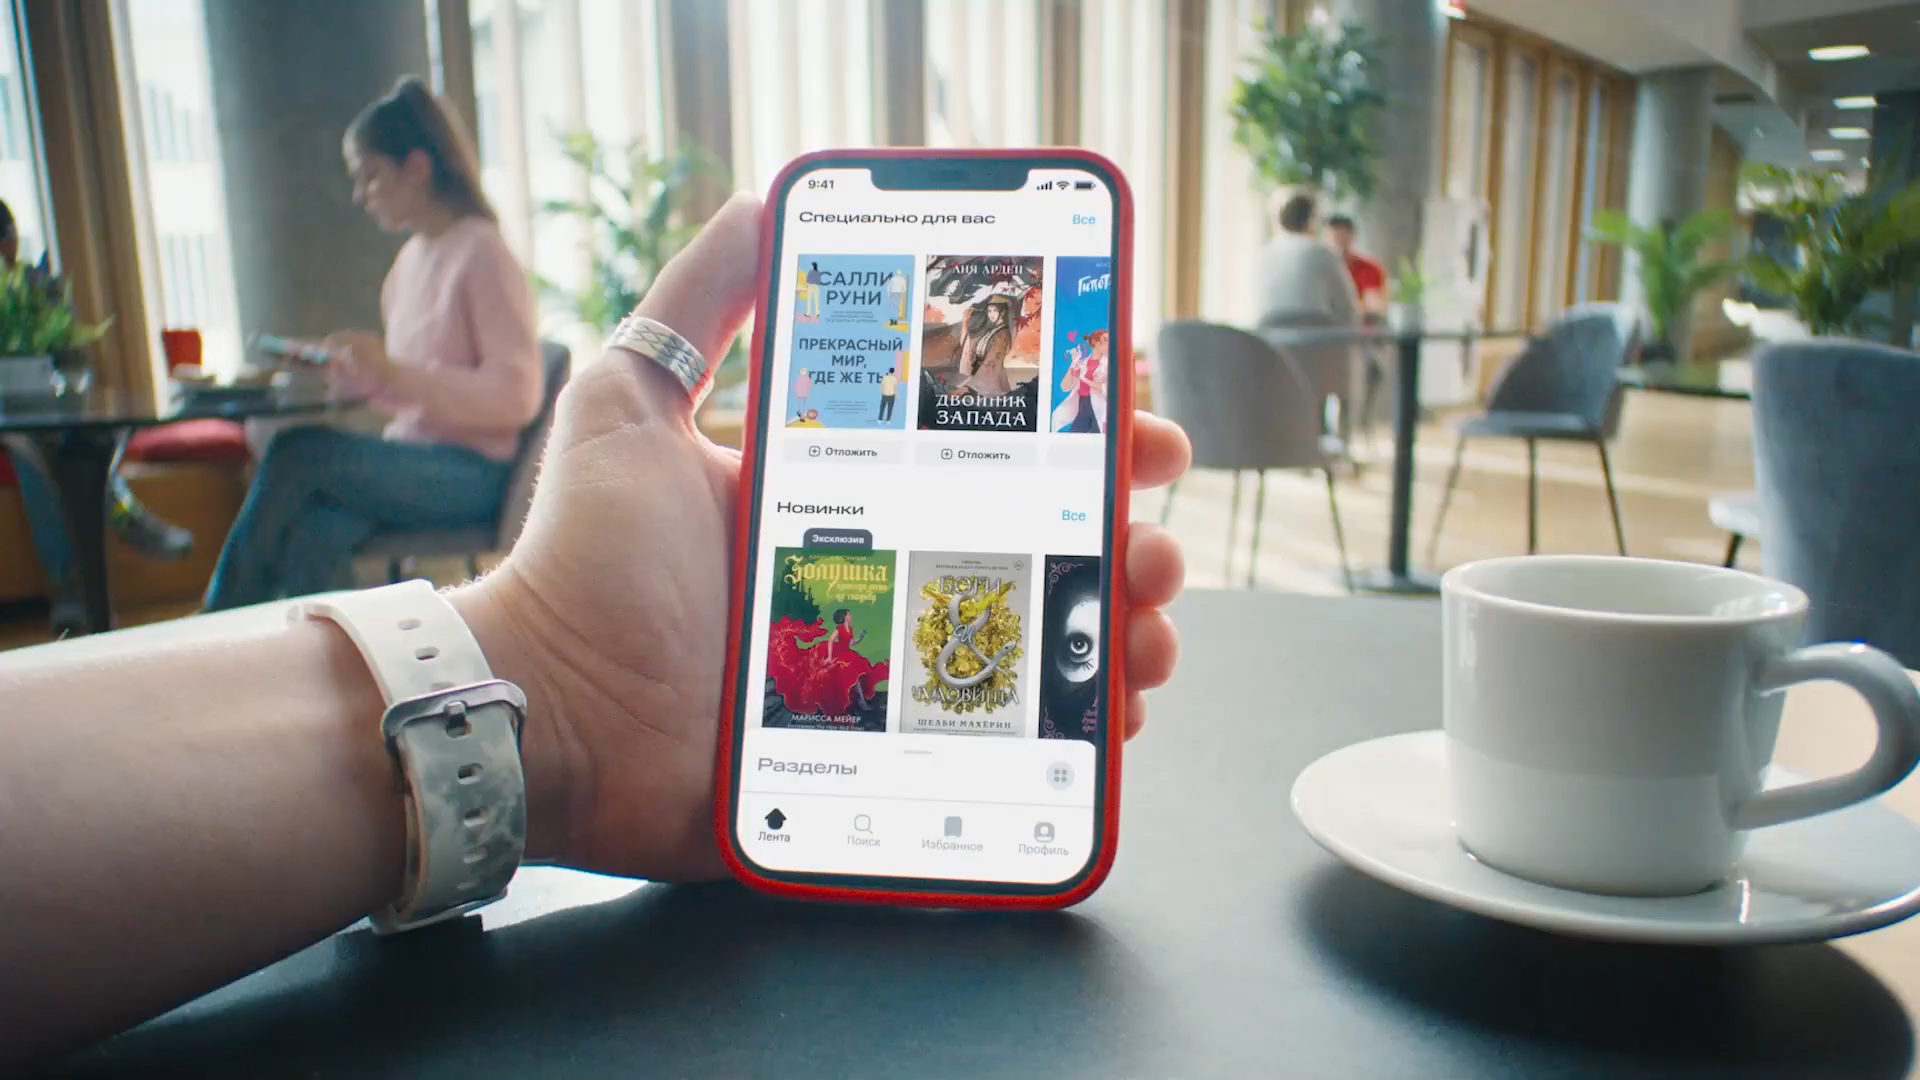 9:41
Специально для вас
Все
САЛЛИ
РУНИ
ПРЕКРАСНЫЙ
МИР,
ГДЕ ЖЕ ТЫ
АНЯ АРДЕН
ДВОЙНИК
ЗАПАДА
Отложить
Отложить
Новинки
Все
Эксклюзив
Золушка
МАРИССА МЕЙЕР
БОГИ
И
ЧУДОВИЩА
ШЕЛБИ МАХЁРИН
Разделы
Лента
Поиск
Избранное
Профиль